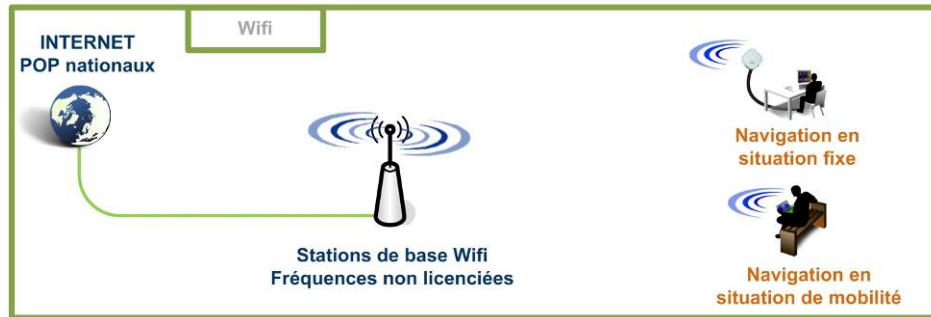 Wifi
INTERNET
POP nationaux
Stations de base Wifi
Fréquences non licenciées
Navigation en
situation fixe
Navigation en
situation de mobilité